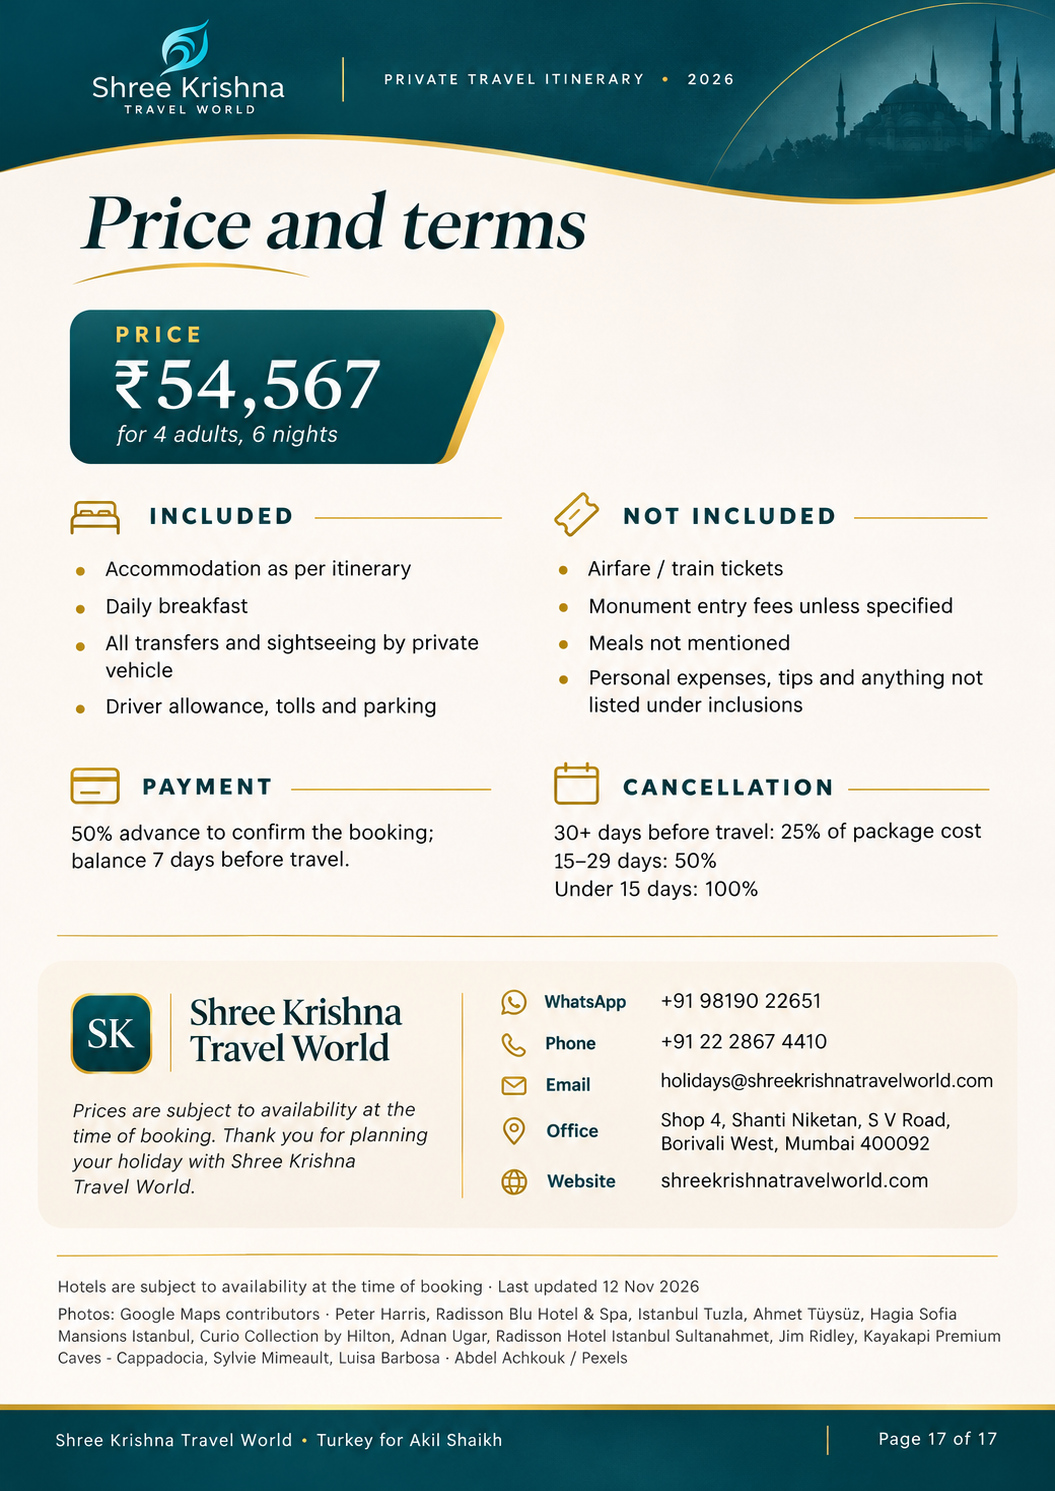 Shree Krishna
TRAVEL WORLD
PRIVATE TRAVEL ITINERARY • 2026
Price and terms
PRICE
₹54,567
for 4 adults, 6 nights
INCLUDED
• Accommodation as per itinerary
• Daily breakfast
• All transfers and sightseeing by private
vehicle
• Driver allowance, tolls and parking
NOT INCLUDED
• Airfare / train tickets
• Monument entry fees unless specified
• Meals not mentioned
• Personal expenses, tips and anything not
listed under inclusions
PAYMENT
50% advance to confirm the booking;
balance 7 days before travel.
CANCELLATION
30+ days before travel: 25% of package cost
15–29 days: 50%
Under 15 days: 100%
SK
Shree Krishna
Travel World
Prices are subject to availability at the
time of booking. Thank you for planning
your holiday with Shree Krishna
Travel World.
WhatsApp +91 98190 22651
Phone +91 22 2867 4410
Email holidays@shreekrishnatravelworld.com
Office Shop 4, Shanti Niketan, S V Road,
Borivali West, Mumbai 400092
Website shreekrishnatravelworld.com
Hotels are subject to availability at the time of booking · Last updated 12 Nov 2026
Photos: Google Maps contributors · Peter Harris, Radisson Blu Hotel & Spa, Istanbul Tuzla, Ahmet Tüysüz, Hagia Sofia
Mansions Istanbul, Curio Collection by Hilton, Adnan Ugar, Radisson Hotel Istanbul Sultanahmet, Jim Ridley, Kayakapi Premium
Caves - Cappadocia, Sylvie Mimeault, Luisa Barbosa · Abdel Achkouk / Pexels
Shree Krishna Travel World • Turkey for Akil Shaikh
Page 17 of 17